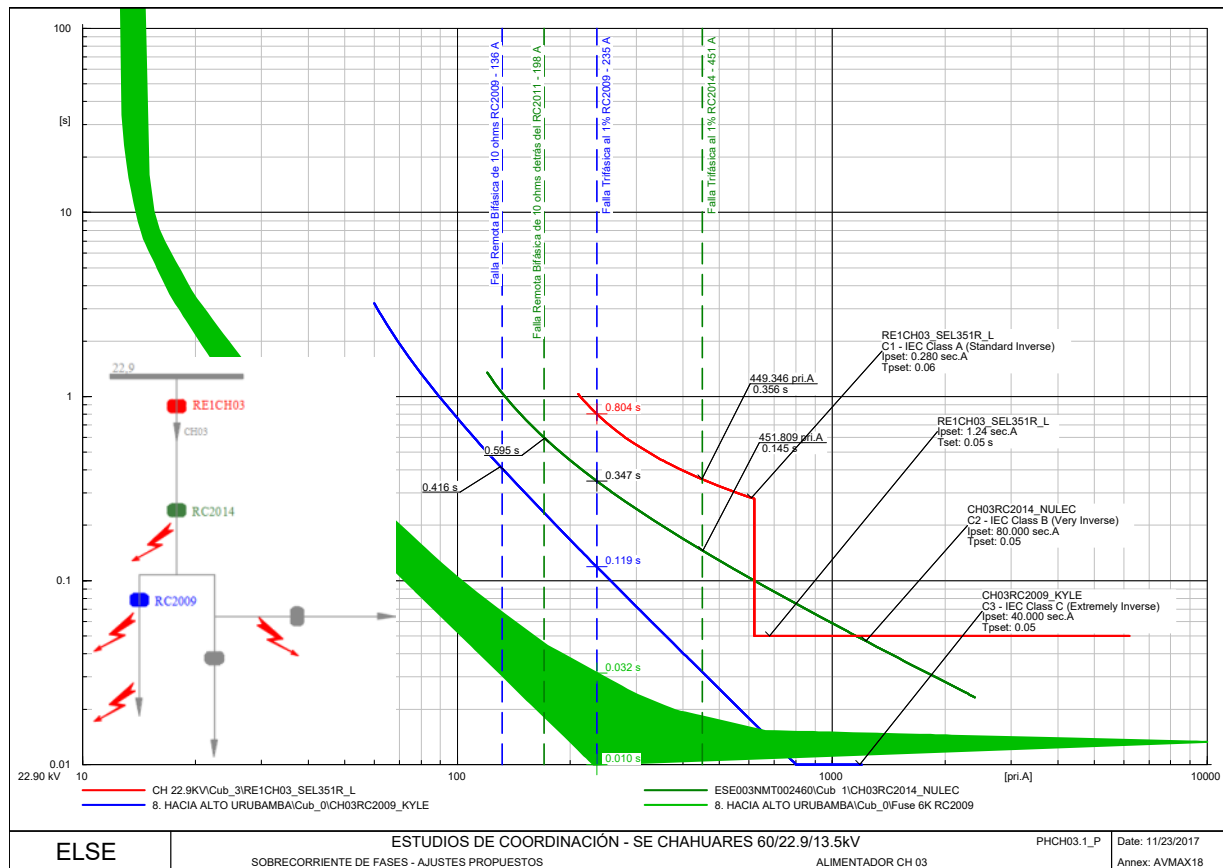 100
10
1
0.1
0.01
[s]
22.90 kV
10
100
1000
[pri.A]
10000
Falla Remota Bifásica de 10 ohms RC2009 - 136 A
Falla Remota Bifásica de 10 ohms detrás del RC2011 - 198 A
Falla Trifásica al 1% RC2009 - 235 A
Falla Trifásica al 1% RC2014 - 451 A
22,9
RE1CH03
CH03
RC2014
RC2009
0.416 s
0.595 s
0.804 s
0.347 s
0.119 s
0.032 s
0.010 s
449.346 pri.A
0.356 s
451.809 pri.A
0.145 s
RE1CH03_SEL351R_L
C1 - IEC Class A (Standard Inverse)
Ipset: 0.280 sec.A
Tpset: 0.06
RE1CH03_SEL351R_L
Ipset: 1.24 sec.A
Tset: 0.05 s
CH03RC2014_NULEC
C2 - IEC Class B (Very Inverse)
Ipset: 80.000 sec.A
Tpset: 0.05
CH03RC2009_KYLE
C3 - IEC Class C (Extremely Inverse)
Ipset: 40.000 sec.A
Tpset: 0.05
CH 22.9KV\Cub_3\RE1CH03_SEL351R_L
ESE003NMT002460\Cub_1\CH03RC2014_NULEC
8. HACIA ALTO URUBAMBA\Cub_0\CH03RC2009_KYLE
8. HACIA ALTO URUBAMBA\Cub_0\Fuse 6K RC2009
ELSE
ESTUDIOS DE COORDINACIÓN - SE CHAHUARES 60/22.9/13.5kV
SOBRECORRIENTE DE FASES - AJUSTES PROPUESTOS
ALIMENTADOR CH 03
PHCH03.1_P
Date: 11/23/2017
Annex: AVMAX18